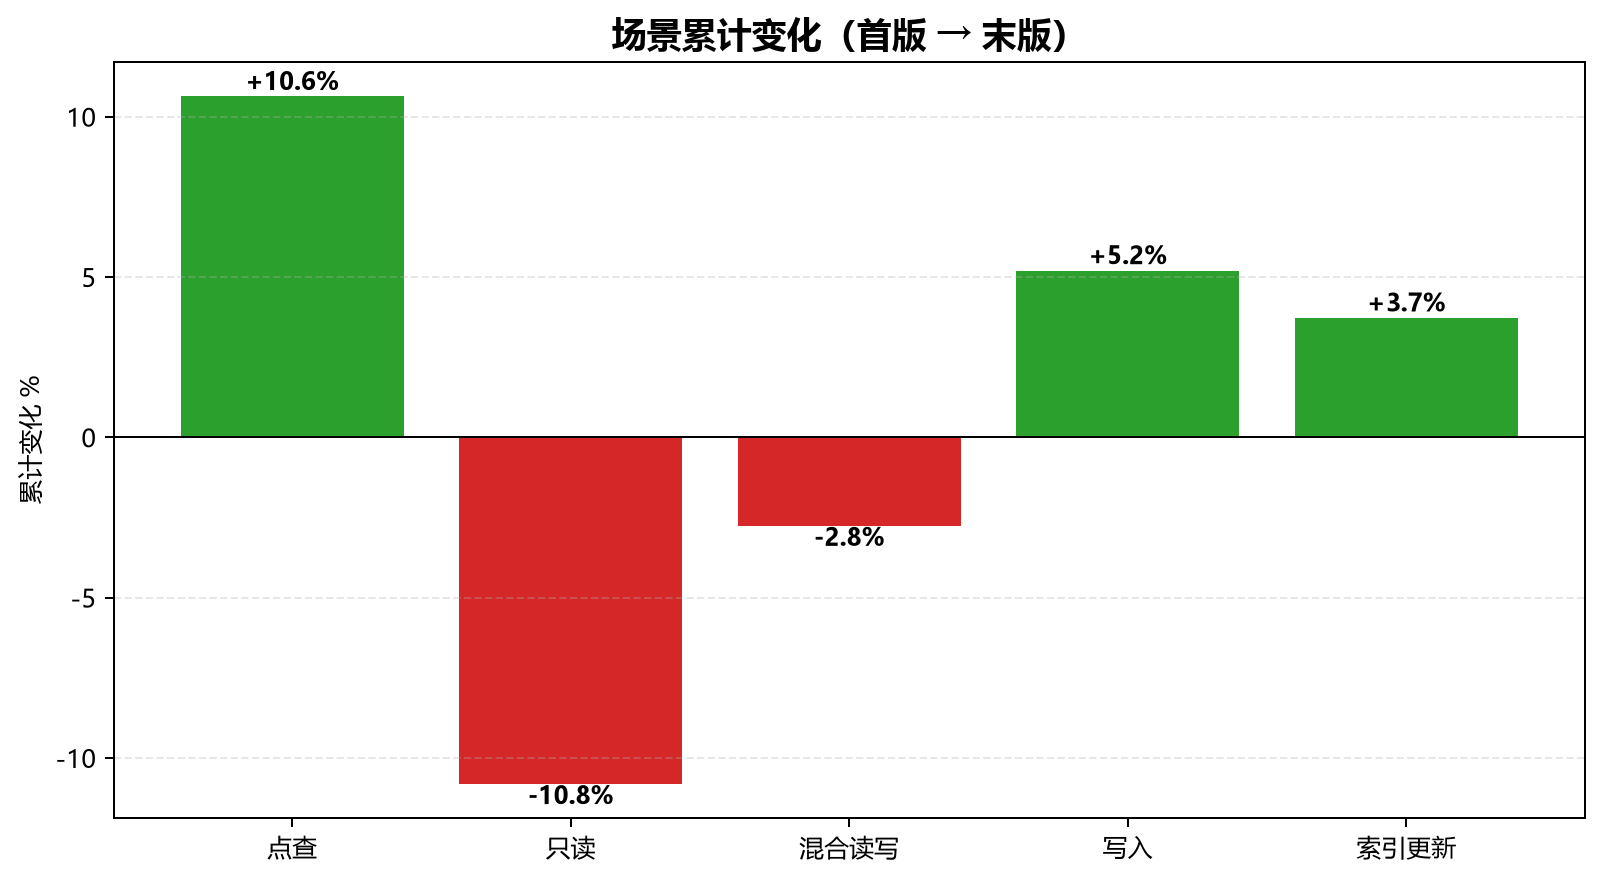 场景累计变化（首版 → 末版）
累计变化 %
10
5
0
-5
-10
+10.6%
-10.8%
-2.8%
+5.2%
+3.7%
点查
只读
混合读写
写入
索引更新